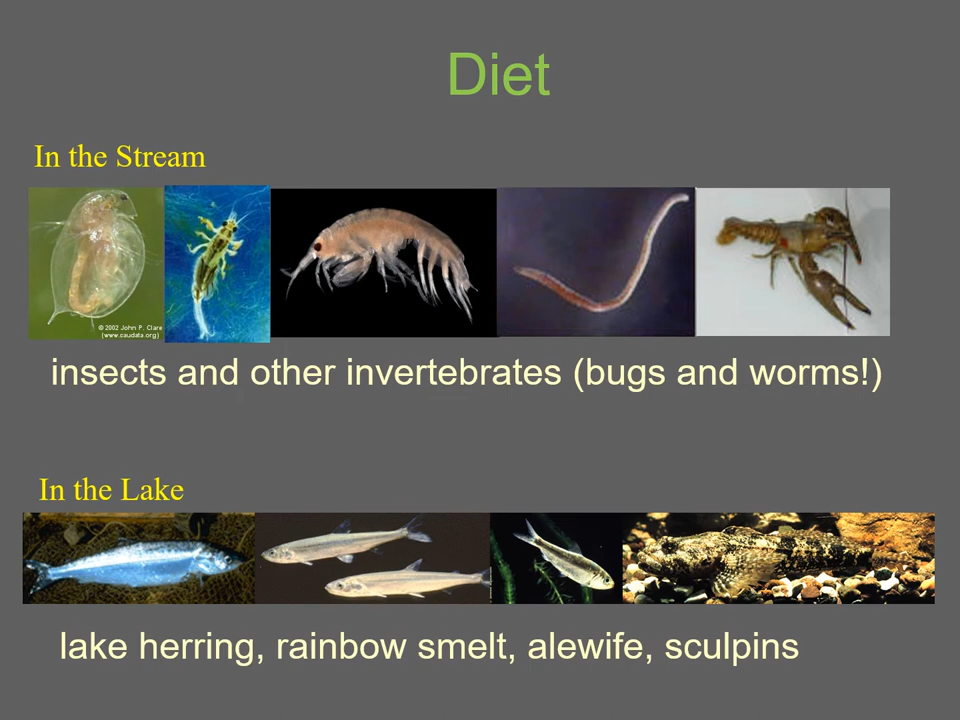 Diet
In the Stream
© 2002 John P. Clare
(www.caudata.org)
insects and other invertebrates (bugs and worms!)
In the Lake
lake herring, rainbow smelt, alewife, sculpins